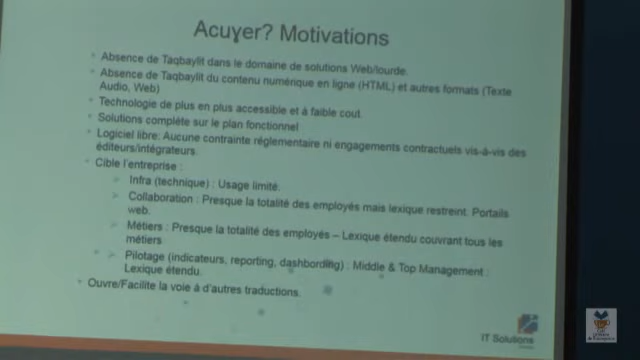 Acuɣer? Motivations
Absence de Taqbaylit dans le domaine de solutions Web/lourde.
Absence de Taqbaylit du contenu numérique en ligne (HTML) et autres formats (Texte
Audio, Web)
Technologie de plus en plus accessible et à faible cout.
Solutions complète sur le plan fonctionnel
Logiciel libre: Aucune contrainte réglementaire ni engagements contractuels vis-à-vis des
éditeurs/intégrateurs.
Cible l'entreprise :
Infra (technique) : Usage limité.
Collaboration : Presque la totalité des employés mais lexique restreint. Portails
web.
Métiers : Presque la totalité des employés – Lexique étendu couvrant tous les
métiers
Pilotage (indicateurs, reporting, dashbording) : Middle & Top Management :
Lexique étendu.
Ouvre/Facilite la voie à d'autres traductions.
IT Solutions